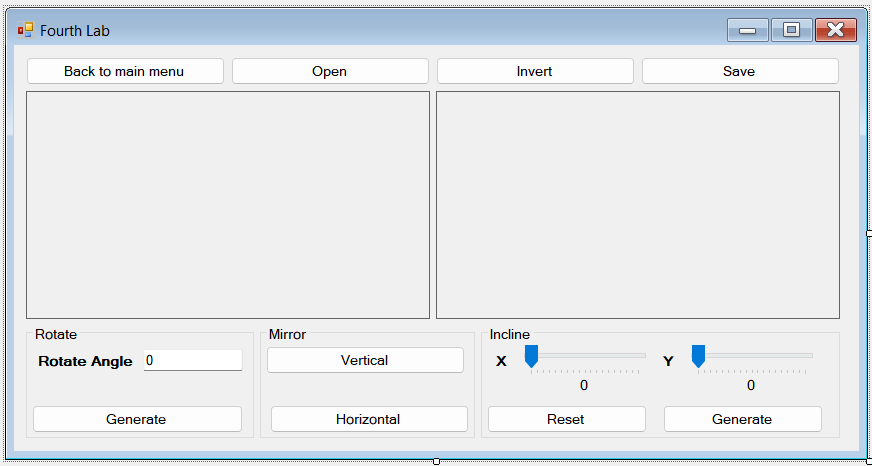 Fourth Lab
Back to main menu Open Invert Save
Rotate Mirror Incline
Rotate Angle 0 Vertical X Y
0 0
Generate Horizontal Reset Generate